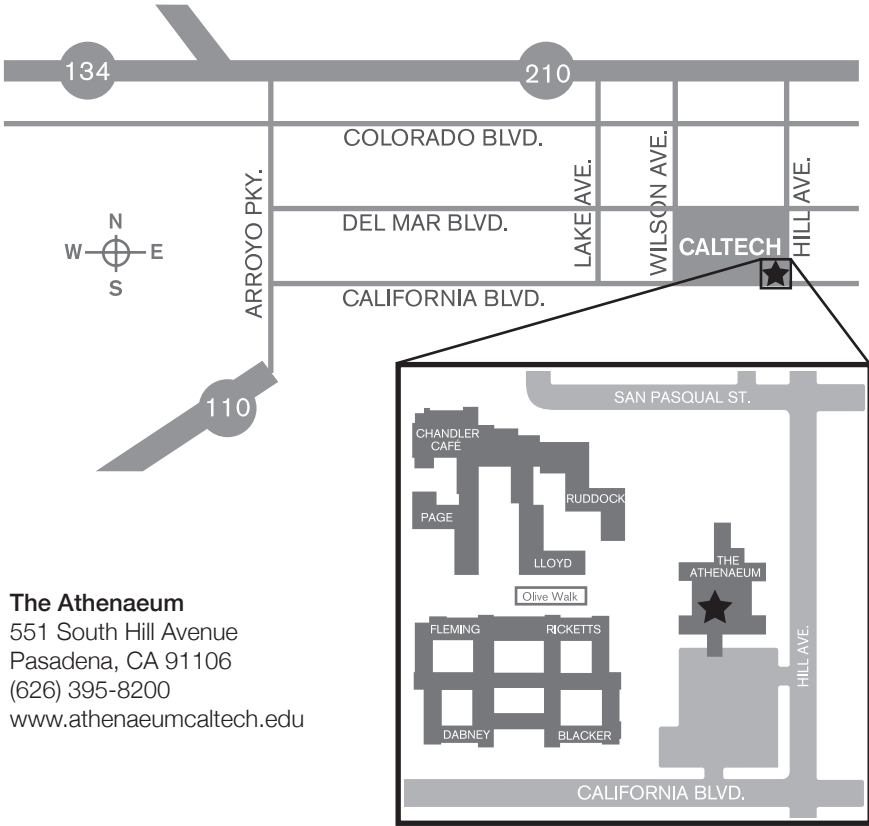 134
210
COLORADO BLVD.
ARROYO PKY.
LAKE AVE.
WILSON AVE.
HILL AVE.
DEL MAR BLVD.
N
W E
S
CALTECH
CALIFORNIA BLVD.
110
SAN PASQUAL ST.
CHANDLER
CAFÉ
RUDDOCK
PAGE
LLOYD
THE
ATHENAEUM
Olive Walk
FLEMING
RICKETTS
HILL AVE.
DABNEY
BLACKER
CALIFORNIA BLVD.
The Athenaeum
551 South Hill Avenue
Pasadena, CA 91106
(626) 395-8200
www.athenaeumcaltech.edu